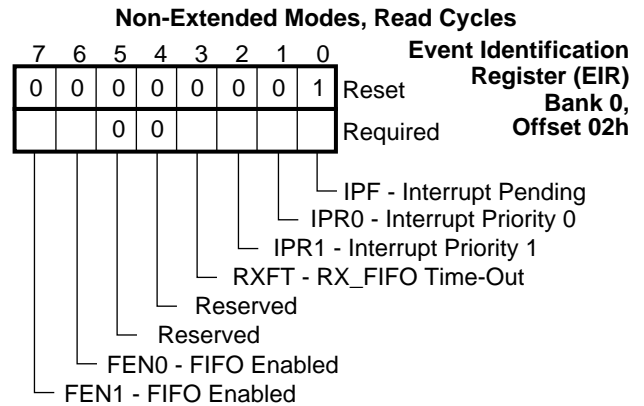 Non-Extended Modes, Read Cycles
7 6 5 4 3 2 1 0
Event Identification
Register (EIR)
Bank 0,
Offset 02h
0 0 0 0 0 0 0 1 Reset
0 0 Required
IPF - Interrupt Pending
IPR0 - Interrupt Priority 0
IPR1 - Interrupt Priority 1
RXFT - RX_FIFO Time-Out
Reserved
Reserved
FEN0 - FIFO Enabled
FEN1 - FIFO Enabled